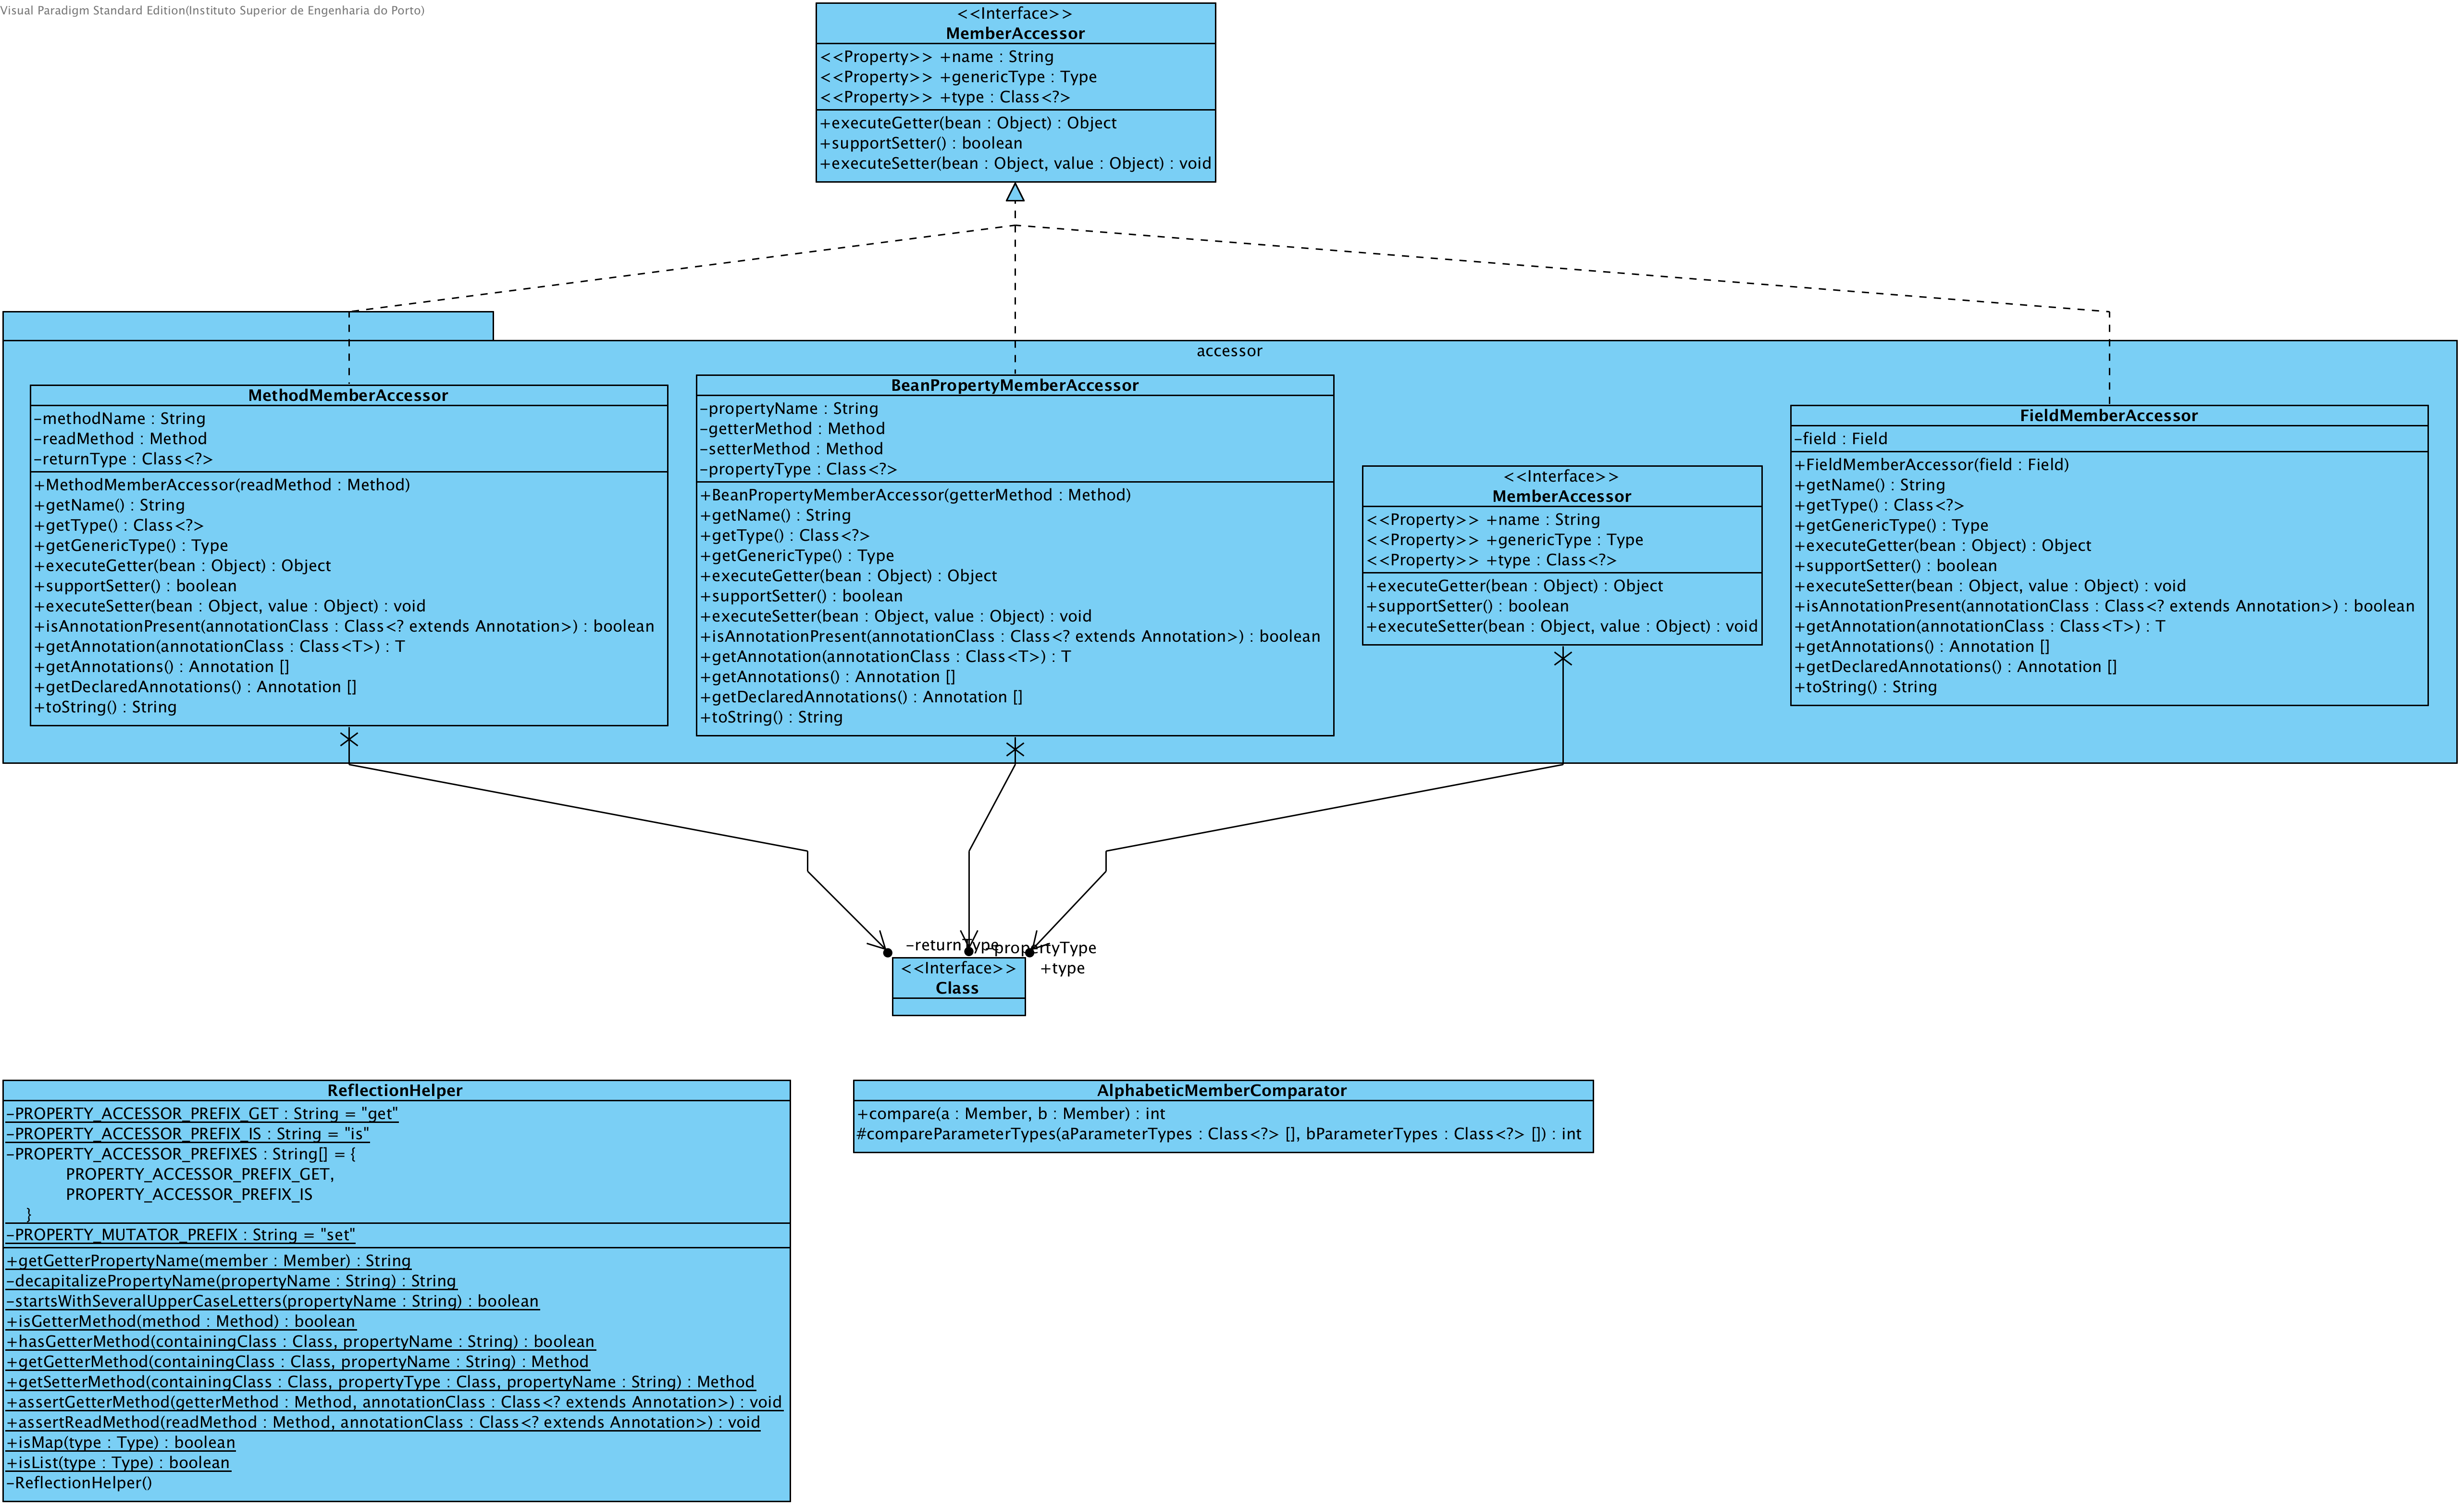 Visual Paradigm Standard Edition(Instituto Superior de Engenharia do Porto)
<<Interface>>
MemberAccessor
<<Property>> +name : String
<<Property>> +genericType : Type
<<Property>> +type : Class<?>
+executeGetter(bean : Object) : Object
+supportSetter() : boolean
+executeSetter(bean : Object, value : Object) : void
accessor
MethodMemberAccessor
-methodName : String
-readMethod : Method
-returnType : Class<?>
+MethodMemberAccessor(readMethod : Method)
+getName() : String
+getType() : Class<?>
+getGenericType() : Type
+executeGetter(bean : Object) : Object
+supportSetter() : boolean
+executeSetter(bean : Object, value : Object) : void
+isAnnotationPresent(annotationClass : Class<? extends Annotation>) : boolean
+getAnnotation(annotationClass : Class<T>) : T
+getAnnotations() : Annotation []
+getDeclaredAnnotations() : Annotation []
+toString() : String
BeanPropertyMemberAccessor
-propertyName : String
-getterMethod : Method
-setterMethod : Method
-propertyType : Class<?>
+BeanPropertyMemberAccessor(getterMethod : Method)
+getName() : String
+getType() : Class<?>
+getGenericType() : Type
+executeGetter(bean : Object) : Object
+supportSetter() : boolean
+executeSetter(bean : Object, value : Object) : void
+isAnnotationPresent(annotationClass : Class<? extends Annotation>) : boolean
+getAnnotation(annotationClass : Class<T>) : T
+getAnnotations() : Annotation []
+getDeclaredAnnotations() : Annotation []
+toString() : String
<<Interface>>
MemberAccessor
<<Property>> +name : String
<<Property>> +genericType : Type
<<Property>> +type : Class<?>
+executeGetter(bean : Object) : Object
+supportSetter() : boolean
+executeSetter(bean : Object, value : Object) : void
FieldMemberAccessor
-field : Field
+FieldMemberAccessor(field : Field)
+getName() : String
+getType() : Class<?>
+getGenericType() : Type
+executeGetter(bean : Object) : Object
+supportSetter() : boolean
+executeSetter(bean : Object, value : Object) : void
+isAnnotationPresent(annotationClass : Class<? extends Annotation>) : boolean
+getAnnotation(annotationClass : Class<T>) : T
+getAnnotations() : Annotation []
+getDeclaredAnnotations() : Annotation []
+toString() : String
-returnType
-propertyType
+type
<<Interface>>
Class
ReflectionHelper
-PROPERTY_ACCESSOR_PREFIX_GET : String = "get"
-PROPERTY_ACCESSOR_PREFIX_IS : String = "is"
-PROPERTY_ACCESSOR_PREFIXES : String[] = {
PROPERTY_ACCESSOR_PREFIX_GET,
PROPERTY_ACCESSOR_PREFIX_IS
}
-PROPERTY_MUTATOR_PREFIX : String = "set"
+getGetterPropertyName(member : Member) : String
-decapitalizePropertyName(propertyName : String) : String
-startsWithSeveralUpperCaseLetters(propertyName : String) : boolean
+isGetterMethod(method : Method) : boolean
+hasGetterMethod(containingClass : Class, propertyName : String) : boolean
+getGetterMethod(containingClass : Class, propertyName : String) : Method
+getSetterMethod(containingClass : Class, propertyType : Class, propertyName : String) : Method
+assertGetterMethod(getterMethod : Method, annotationClass : Class<? extends Annotation>) : void
+assertReadMethod(readMethod : Method, annotationClass : Class<? extends Annotation>) : void
+isMap(type : Type) : boolean
+isList(type : Type) : boolean
-ReflectionHelper()
AlphabeticMemberComparator
+compare(a : Member, b : Member) : int
#compareParameterTypes(aParameterTypes : Class<?> [], bParameterTypes : Class<?> []) : int